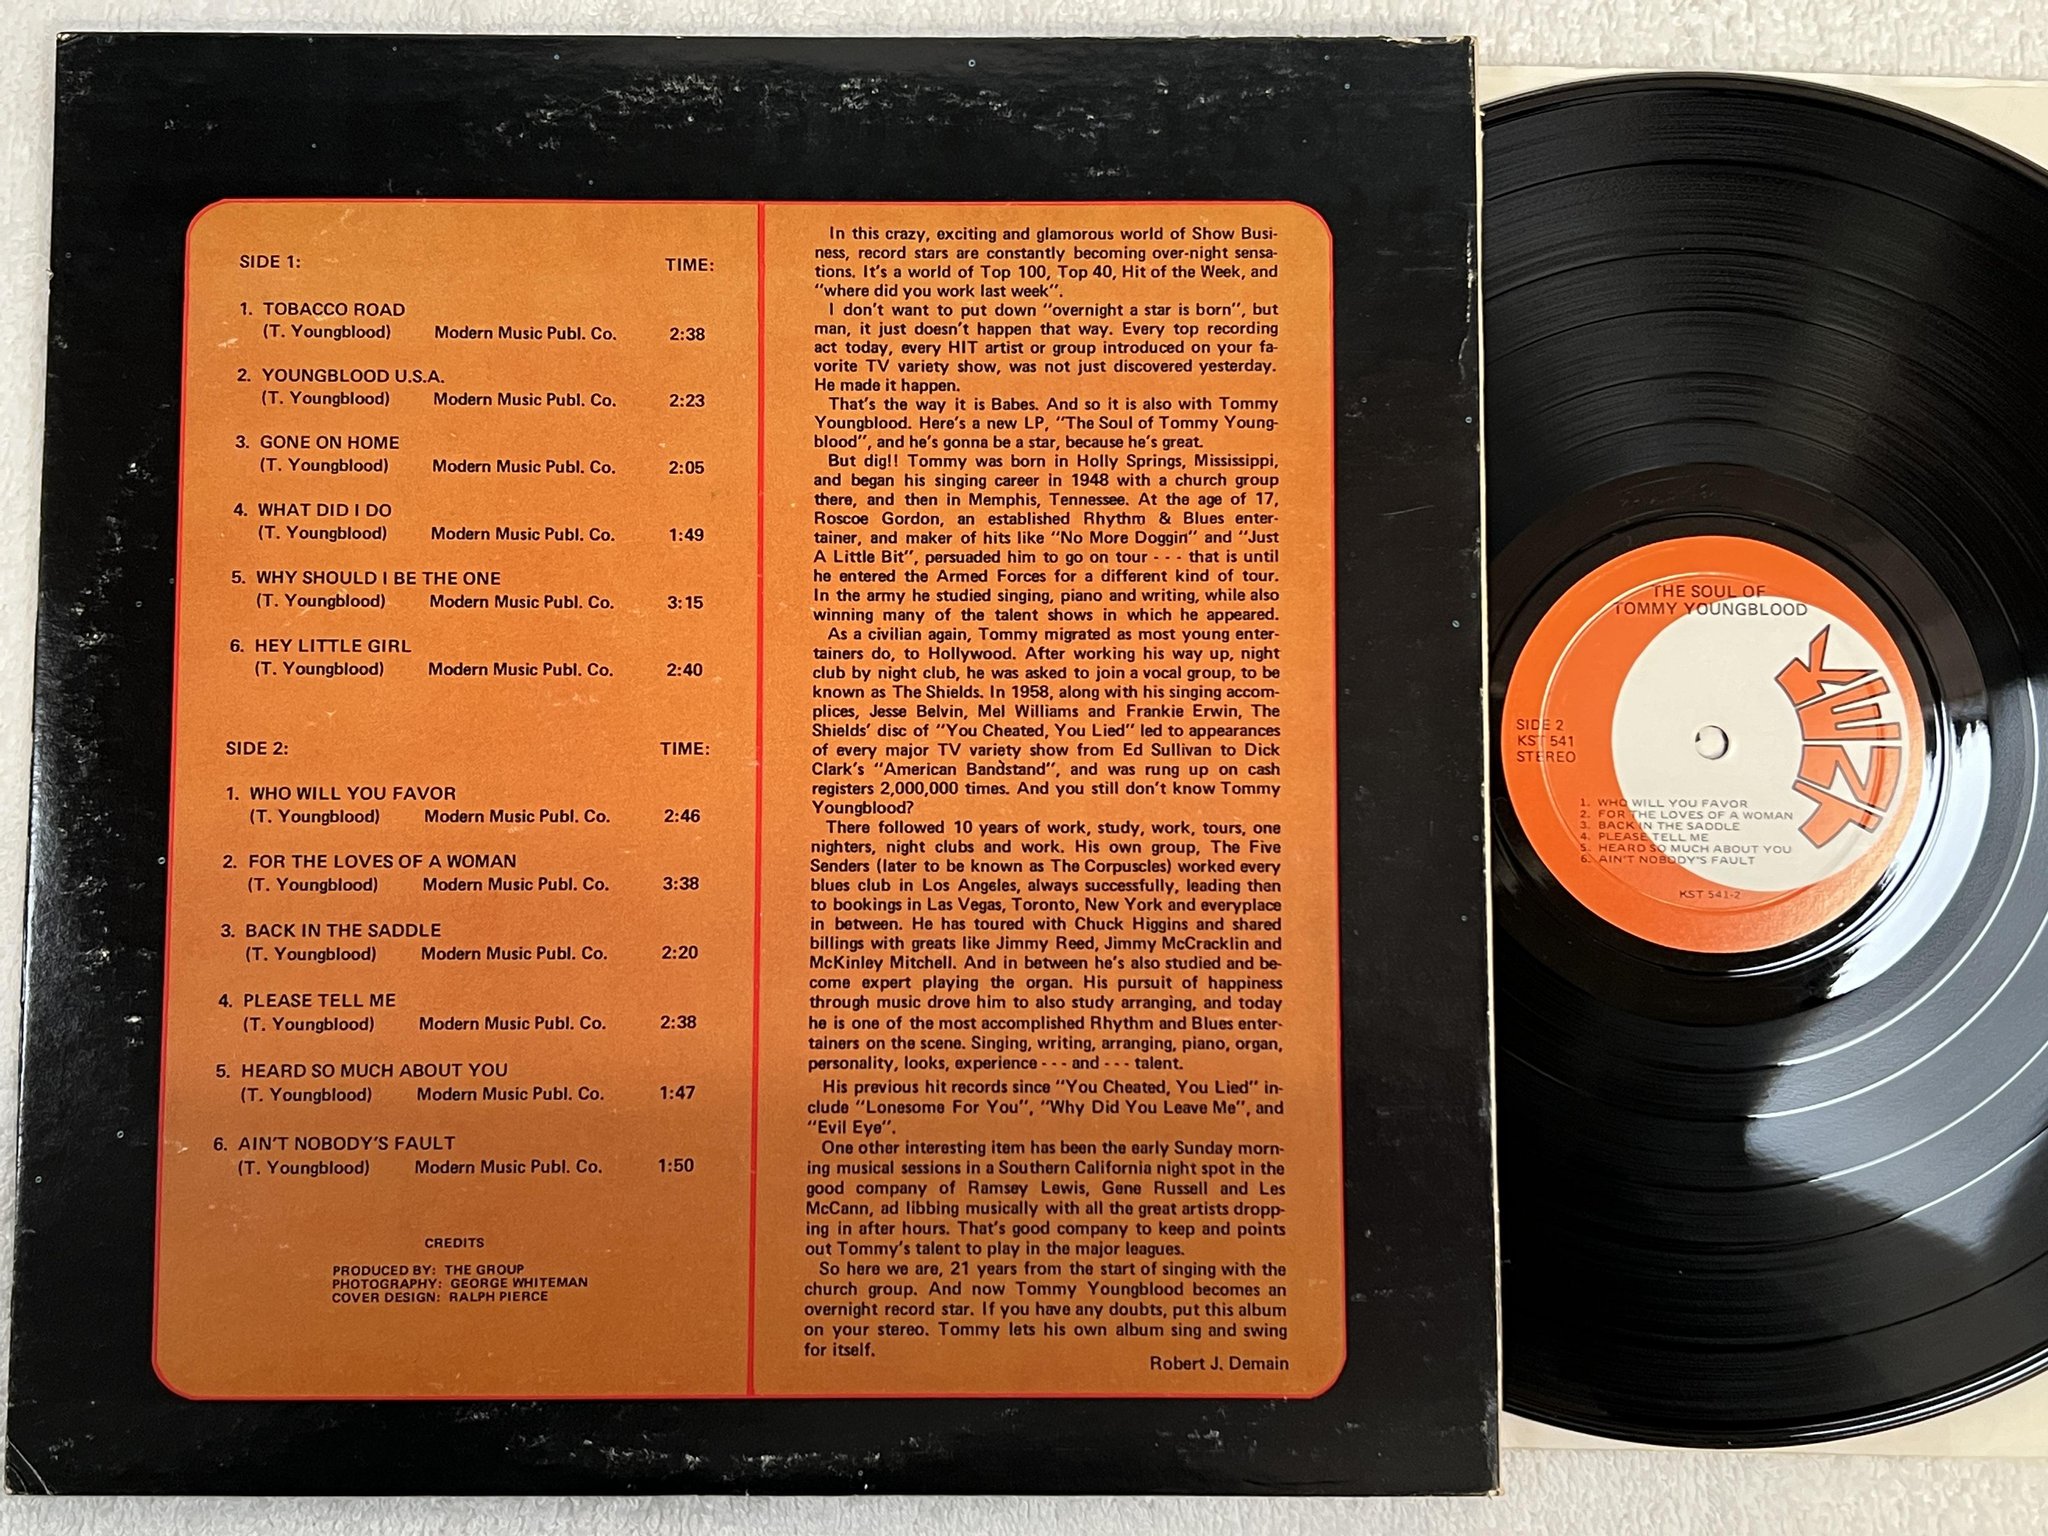 SIDE 1: TIME:
1. TOBACCO ROAD
(T. Youngblood) Modern Music Publ. Co. 2:38
2. YOUNGBLOOD U.S.A.
(T. Youngblood) Modern Music Publ. Co. 2:23
3. GONE ON HOME
(T. Youngblood) Modern Music Publ. Co. 2:05
4. WHAT DID I DO
(T. Youngblood) Modern Music Publ. Co. 1:49
5. WHY SHOULD I BE THE ONE
(T. Youngblood) Modern Music Publ. Co. 3:15
6. HEY LITTLE GIRL
(T. Youngblood) Modern Music Publ. Co. 2:40
SIDE 2: TIME:
1. WHO WILL YOU FAVOR
(T. Youngblood) Modern Music Publ. Co. 2:46
2. FOR THE LOVES OF A WOMAN
(T. Youngblood) Modern Music Publ. Co. 3:38
3. BACK IN THE SADDLE
(T. Youngblood) Modern Music Publ. Co. 2:20
4. PLEASE TELL ME
(T. Youngblood) Modern Music Publ. Co. 2:38
5. HEARD SO MUCH ABOUT YOU
(T. Youngblood) Modern Music Publ. Co. 1:47
6. AIN'T NOBODY'S FAULT
(T. Youngblood) Modern Music Publ. Co. 1:50
CREDITS
PRODUCED BY: THE GROUP
PHOTOGRAPHY: GEORGE WHITEMAN
COVER DESIGN: RALPH PIERCE
In this crazy, exciting and glamorous world of Show Busi-
ness, record stars are constantly becoming over-night sensa-
tions. It's a world of Top 100, Top 40, Hit of the Week, and
"where did you work last week".
I don't want to put down "overnight a star is born", but
man, it just doesn't happen that way. Every top recording
act today, every HIT artist or group introduced on your fa-
vorite TV variety show, was not just discovered yesterday.
He made it happen.
That's the way it is Babes. And so it is also with Tommy
Youngblood. Here's a new LP, "The Soul of Tommy Young-
blood", and he's gonna be a star, because he's great.
But dig!! Tommy was born in Holly Springs, Mississippi,
and began his singing career in 1948 with a church group
there, and then in Memphis, Tennessee. At the age of 17,
Roscoe Gordon, an established Rhythm & Blues enter-
tainer, and maker of hits like "No More Doggin" and "Just
A Little Bit", persuaded him to go on tour - - - that is until
he entered the Armed Forces for a different kind of tour.
In the army he studied singing, piano and writing, while also
winning many of the talent shows in which he appeared.
As a civilian again, Tommy migrated as most young enter-
tainers do, to Hollywood. After working his way up, night
club by night club, he was asked to join a vocal group, to be
known as The Shields. In 1958, along with his singing accom-
plices, Jesse Belvin, Mel Williams and Frankie Erwin, The
Shields' disc of "You Cheated, You Lied" led to appearances
of every major TV variety show from Ed Sullivan to Dick
Clark's "American Bandstand", and was rung up on cash
registers 2,000,000 times. And you still don't know Tommy
Youngblood?
There followed 10 years of work, study, work, tours, one
nighters, night clubs and work. His own group, The Five
Senders (later to be known as The Corpuscles) worked every
blues club in Los Angeles, always successfully, leading then
to bookings in Las Vegas, Toronto, New York and everyplace
in between. He has toured with Chuck Higgins and shared
billings with greats like Jimmy Reed, Jimmy McCracklin and
McKinley Mitchell. And in between he's also studied and be-
come expert playing the organ. His pursuit of happiness
through music drove him to also study arranging, and today
he is one of the most accomplished Rhythm and Blues enter-
tainers on the scene. Singing, writing, arranging, piano, organ,
personality, looks, experience - - - and - - - talent.
His previous hit records since "You Cheated, You Lied" in-
clude "Lonesome For You", "Why Did You Leave Me", and
"Evil Eye".
One other interesting item has been the early Sunday morn-
ing musical sessions in a Southern California night spot in the
good company of Ramsey Lewis, Gene Russell and Les
McCann, ad libbing musically with all the great artists dropp-
ing in after hours. That's good company to keep and points
out Tommy's talent to play in the major leagues.
So here we are, 21 years from the start of singing with the
church group. And now Tommy Youngblood becomes an
overnight record star. If you have any doubts, put this album
on your stereo. Tommy lets his own album sing and swing
for itself.
Robert J. Demain
THE SOUL OF
TOMMY YOUNGBLOOD
KENT
SIDE 2
KST 541
STEREO
1. WHO WILL YOU FAVOR
2. FOR THE LOVES OF A WOMAN
3. BACK IN THE SADDLE
4. PLEASE TELL ME
5. HEARD SO MUCH ABOUT YOU
6. AIN'T NOBODY'S FAULT
KST 541-2